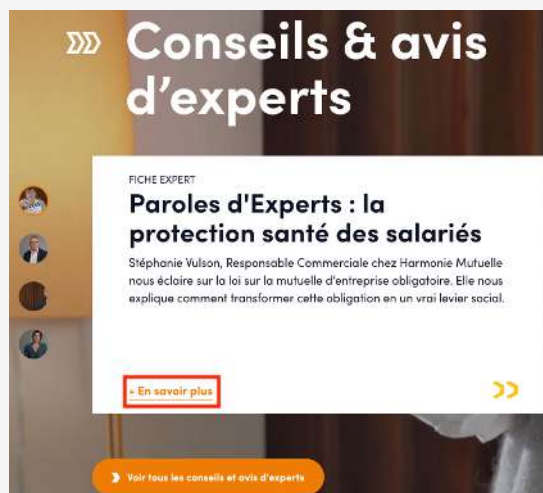 Conseils & avis
d’experts
FICHE EXPERT
Paroles d'Experts : la
protection santé des salariés
Stéphanie Vulson, Responsable Commerciale chez Harmonie Mutuelle
nous éclaire sur la loi sur la mutuelle d'entreprise obligatoire. Elle nous
explique comment transformer cette obligation en un vrai levier social.
+ En savoir plus
Voir tous les conseils et avis d'experts